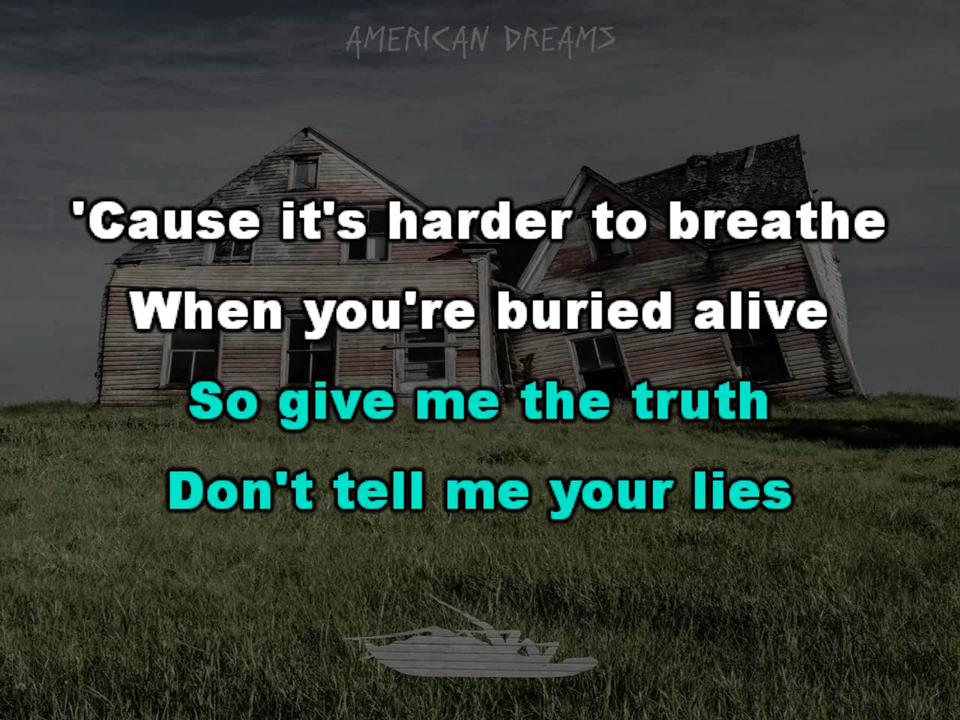 AMERICAN DREAMS
'Cause it's harder to breathe
When you're buried alive
So give me the truth
Don't tell me your lies